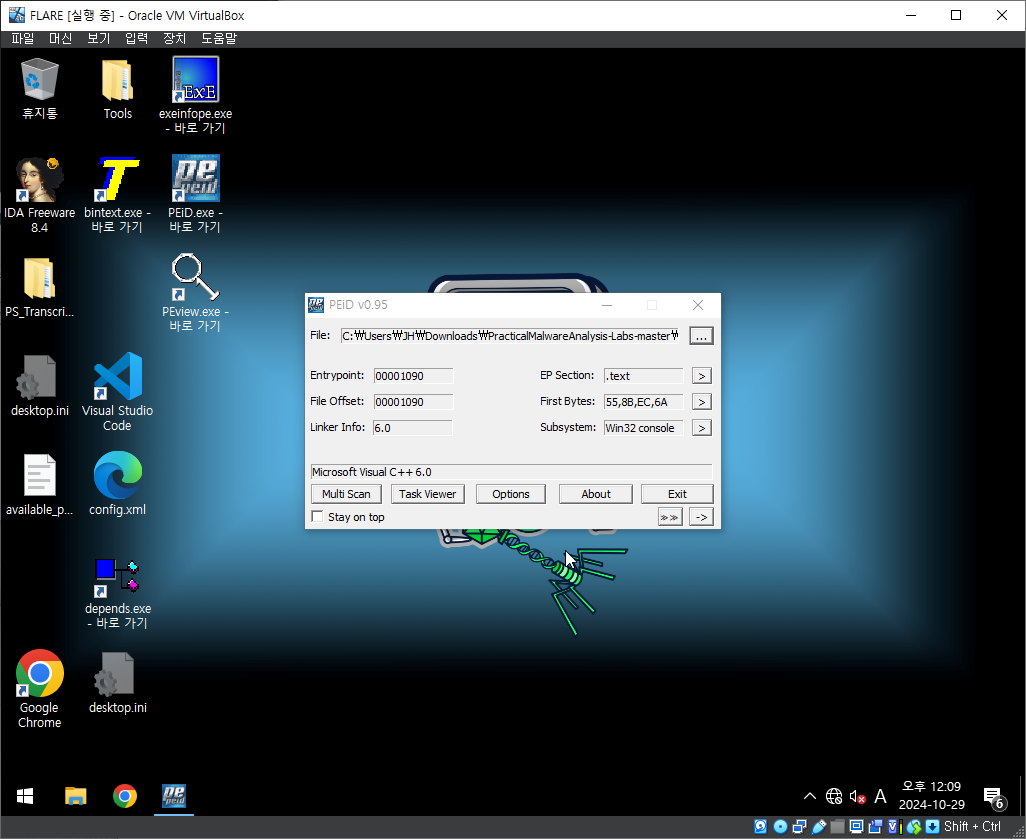 FLARE [실행 중] - Oracle VM VirtualBox
파일 머신 보기 입력 장치 도움말
휴지통
Tools
exeinfope.exe
- 바로 가기
IDA Freeware
8.4
bintext.exe -
바로 가기
PEiD.exe -
바로 가기
PS_Transcri...
PEview.exe -
바로 가기
desktop.ini
Visual Studio
Code
available_p...
config.xml
depends.exe
- 바로 가기
Google
Chrome
desktop.ini
PEiD v0.95
File: C:₩Users₩JH₩Downloads₩PracticalMalwareAnalysis-Labs-master₩ ...
Entrypoint: 00001090 EP Section: .text >
File Offset: 00001090 First Bytes: 55,8B,EC,6A >
Linker Info: 6.0 Subsystem: Win32 console >
Microsoft Visual C++ 6.0
Multi Scan Task Viewer Options About Exit
Stay on top >> ->
A 오후 12:09
2024-10-29
6
Shift + Ctrl